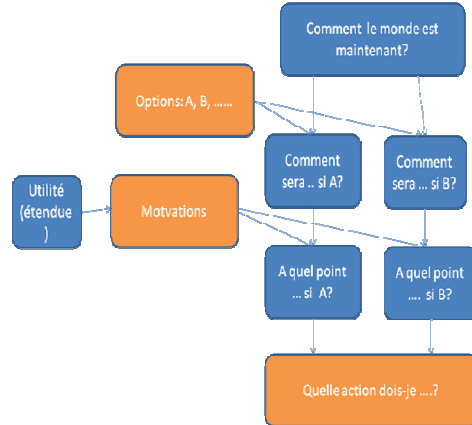 Comment le monde est
maintenant?
Options: A, B, ......
Comment
sera .. si A?
Comment
sera ... si B?
Utilité
(étendue
)
Motvations
A quel point
... si A?
A quel point
.... si B?
Quelle action dois-je ....?